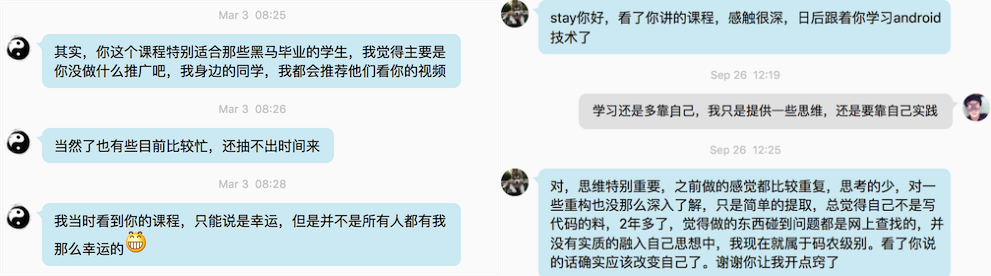 Mar 3 08:25
其实，你这个课程特别适合那些黑马毕业的学生，我觉得主要是
你没做什么推广吧，我身边的同学，我都会推荐他们看你的视频
Mar 3 08:26
当然了也有些目前比较忙，还抽不出时间来
Mar 3 08:28
我当时看到你的课程，只能说是幸运，但是并不是所有人都有我
那么幸运的
stay你好，看了你讲的课程，感触很深，日后跟着你学习android
技术了
Sep 26 12:19
学习还是多靠自己，我只是提供一些思维，还是要靠自己实践
Sep 26 12:25
对，思维特别重要，之前做的感觉都比较重复，思考的少，对一
些重构也没那么深入了解，只是简单的提取，总觉得自己不是写
代码的料，2年多了，觉得做的东西碰到问题都是网上查找的，并
没有实质的融入自己思想中，我现在就属于码农级别。看了你说
的话确实应该改变自己了。谢谢你让我开点窍了